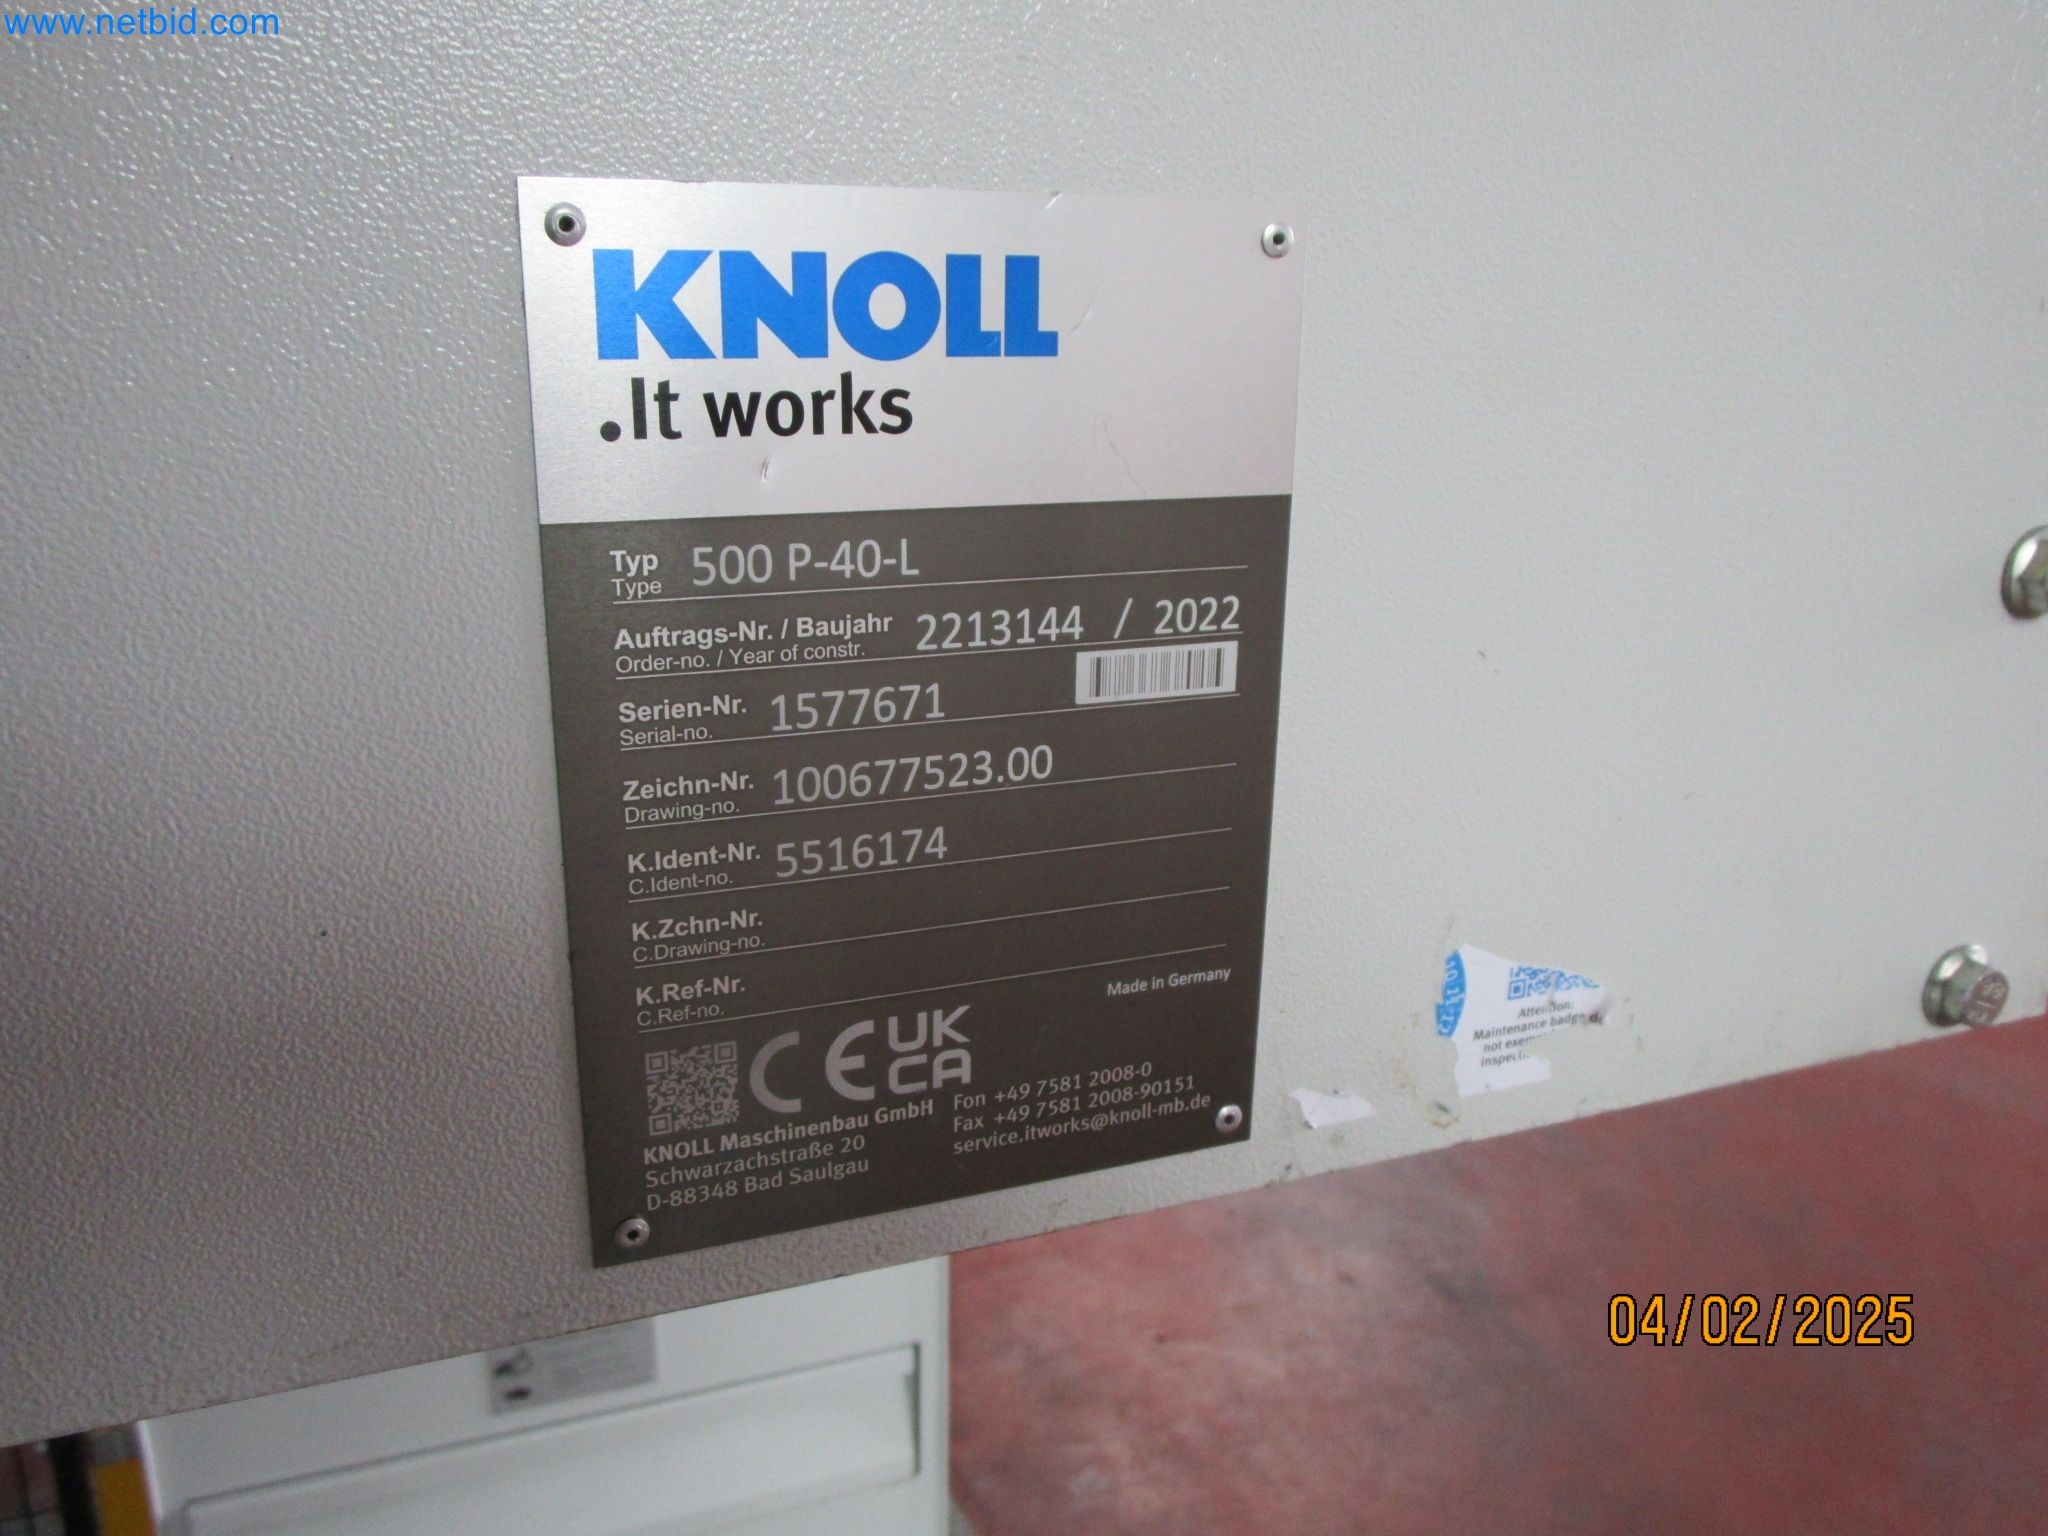 www.netbid.com
KNOLL
.It works
Typ 500 P-40-L
Type
Auftrags-Nr. / Baujahr 2213144 / 2022
Order-no. / Year of constr.
Serien-Nr. 1577671
Serial-no.
Zeichn-Nr. 100677523.00
Drawing-no.
K.Ident-Nr. 5516174
C.Ident-no.
K.Zchn-Nr.
C.Drawing-no.
K.Ref-Nr.
C.Ref-no.
Made in Germany
CE UK
CA
KNOLL Maschinenbau GmbH
Schwarzachstraße 20
D-88348 Bad Saulgau
Fon +49 7581 2008-0
Fax +49 7581 2008-90151
service.itworks@knoll-mb.de
Attention:
Maintenance badge
not
04/02/2025